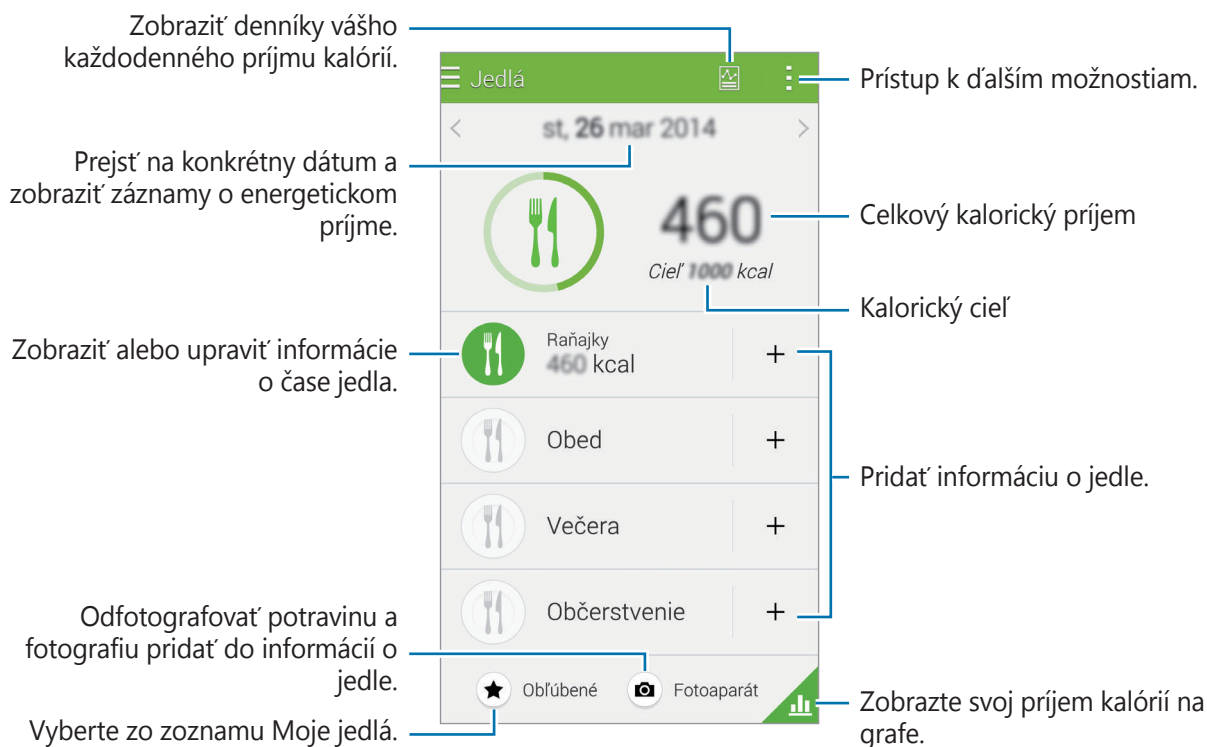 Zobraziť denníky vášho
každodenného príjmu kalórií.
Jedlá
Prístup k ďalším možnostiam.
st, 26 mar 2014
Prejsť na konkrétny dátum a
zobraziť záznamy o energetickom
príjme.
460
Celkový kalorický príjem
Cieľ 1000 kcal
Kalorický cieľ
Zobraziť alebo upraviť informácie
o čase jedla.
Raňajky
460 kcal
Obed
Pridať informáciu o jedle.
Večera
Občerstvenie
Odfotografovať potravinu a
fotografiu pridať do informácií o
jedle.
Obľúbené
Fotoaparát
Vyberte zo zoznamu Moje jedlá.
Zobrazte svoj príjem kalórií na
grafe.